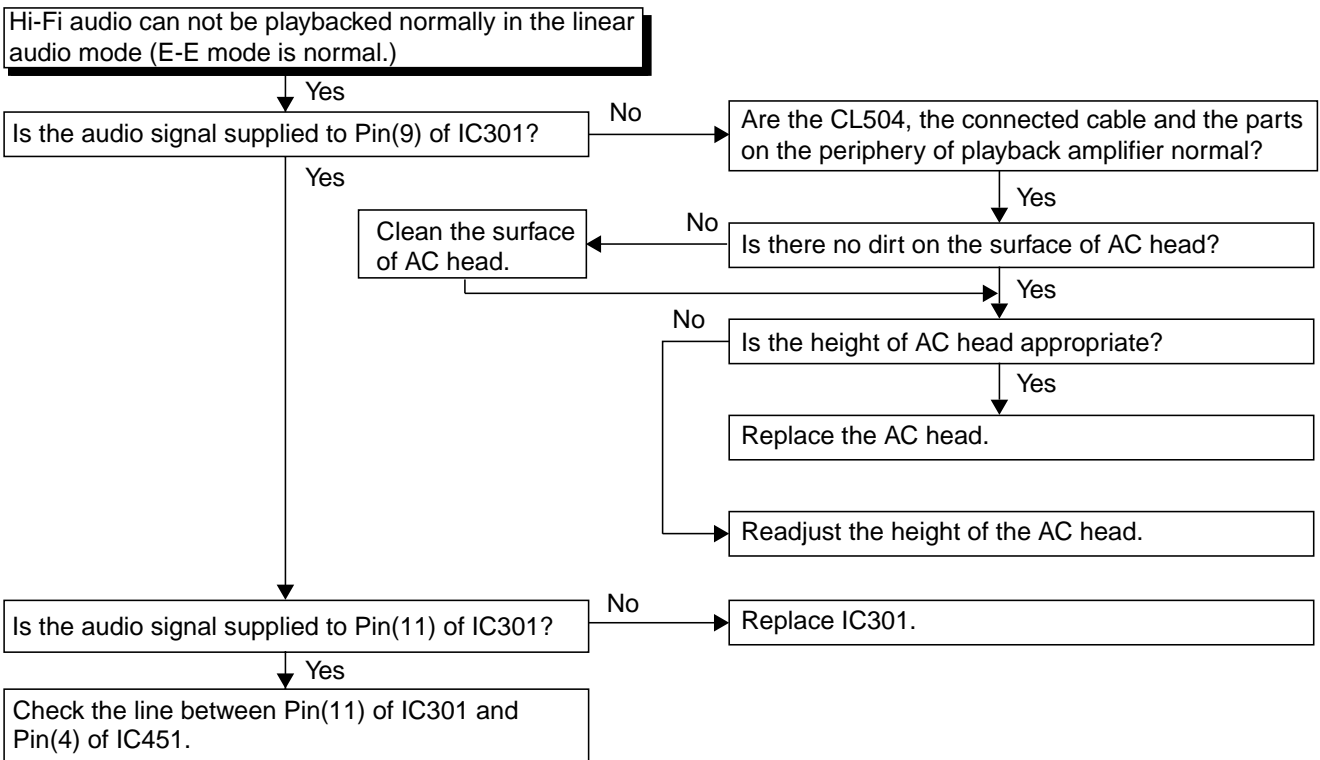 Hi-Fi audio can not be playbacked normally in the linear
audio mode (E-E mode is normal.)
Yes
Is the audio signal supplied to Pin(9) of IC301?
No
Are the CL504, the connected cable and the parts
on the periphery of playback amplifier normal?
Yes
Yes
Clean the surface
of AC head.
No
Is there no dirt on the surface of AC head?
Yes
No
Is the height of AC head appropriate?
Yes
Replace the AC head.
Readjust the height of the AC head.
Is the audio signal supplied to Pin(11) of IC301?
No
Replace IC301.
Yes
Check the line between Pin(11) of IC301 and
Pin(4) of IC451.